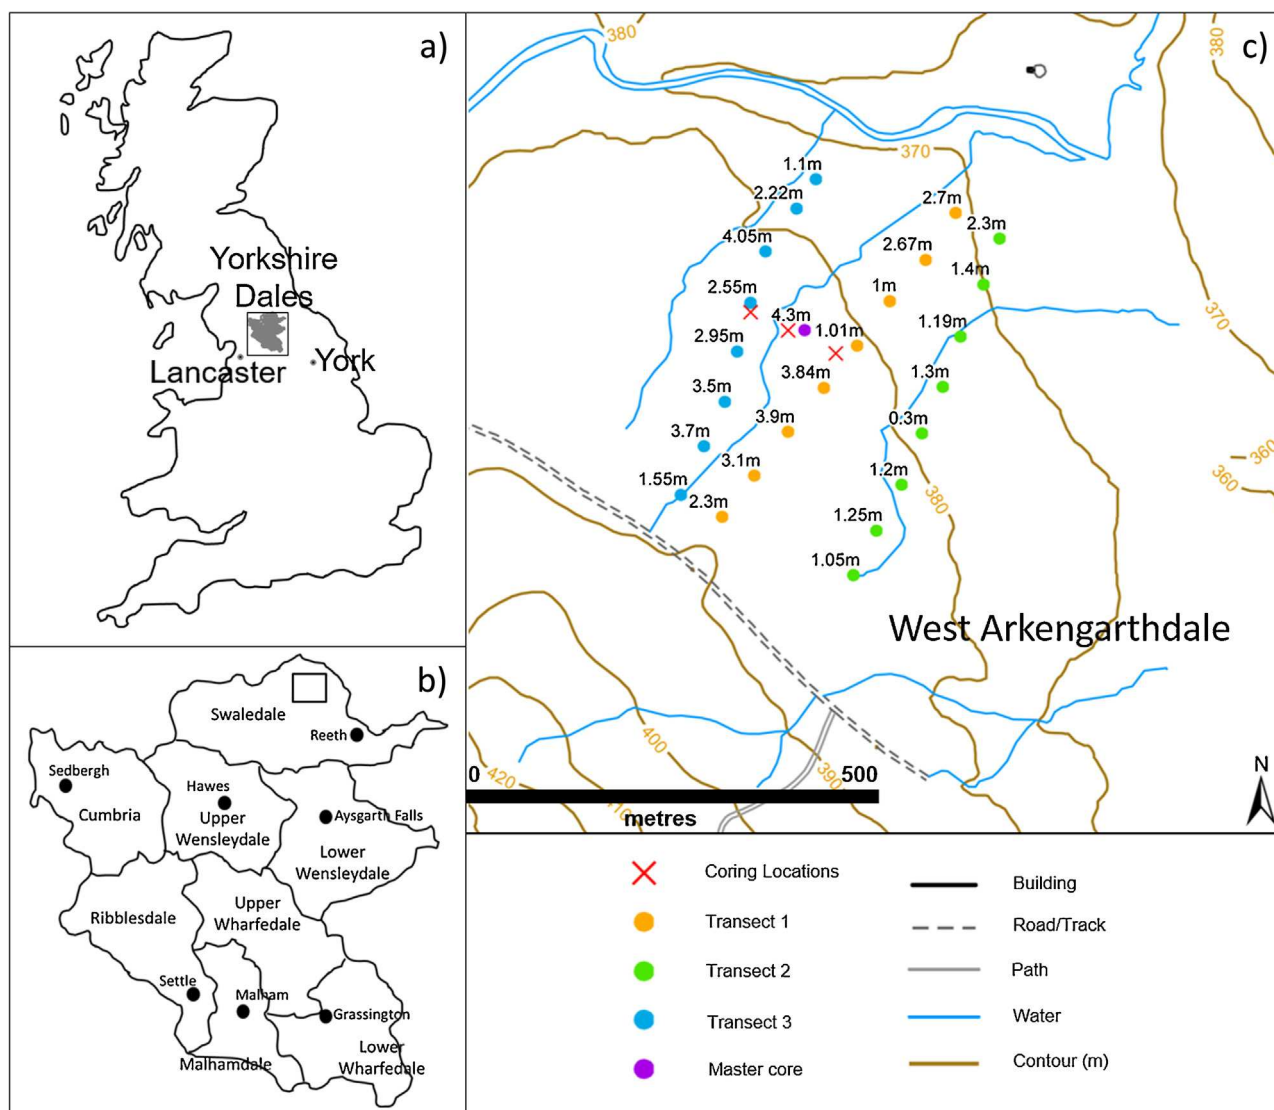 a)
Yorkshire
Dales
Lancaster
York
b)
Swaledale
Reeth
Sedbergh
Cumbria
Hawes
Upper
Wensleydale
Aysgarth Falls
Lower
Wensleydale
Ribblesdale
Upper
Wharfedale
Settle
Malham
Grassington
Malhamdale
Lower
Wharfedale
c)
380
380
370
1.1m
2.22m
2.7m
2.3m
4.05m
2.67m
1.4m
2.55m
1m
4.3m
1.01m
1.19m
370
2.95m
3.84m
1.3m
3.5m
3.9m
0.3m
3.7m
3.1m
1.2m
360
360
1.55m
2.3m
380
1.25m
1.05m
West Arkengarthdale
400
420
390
0
500
metres
N
Coring Locations
Transect 1
Transect 2
Transect 3
Master core
Building
Road/Track
Path
Water
Contour (m)